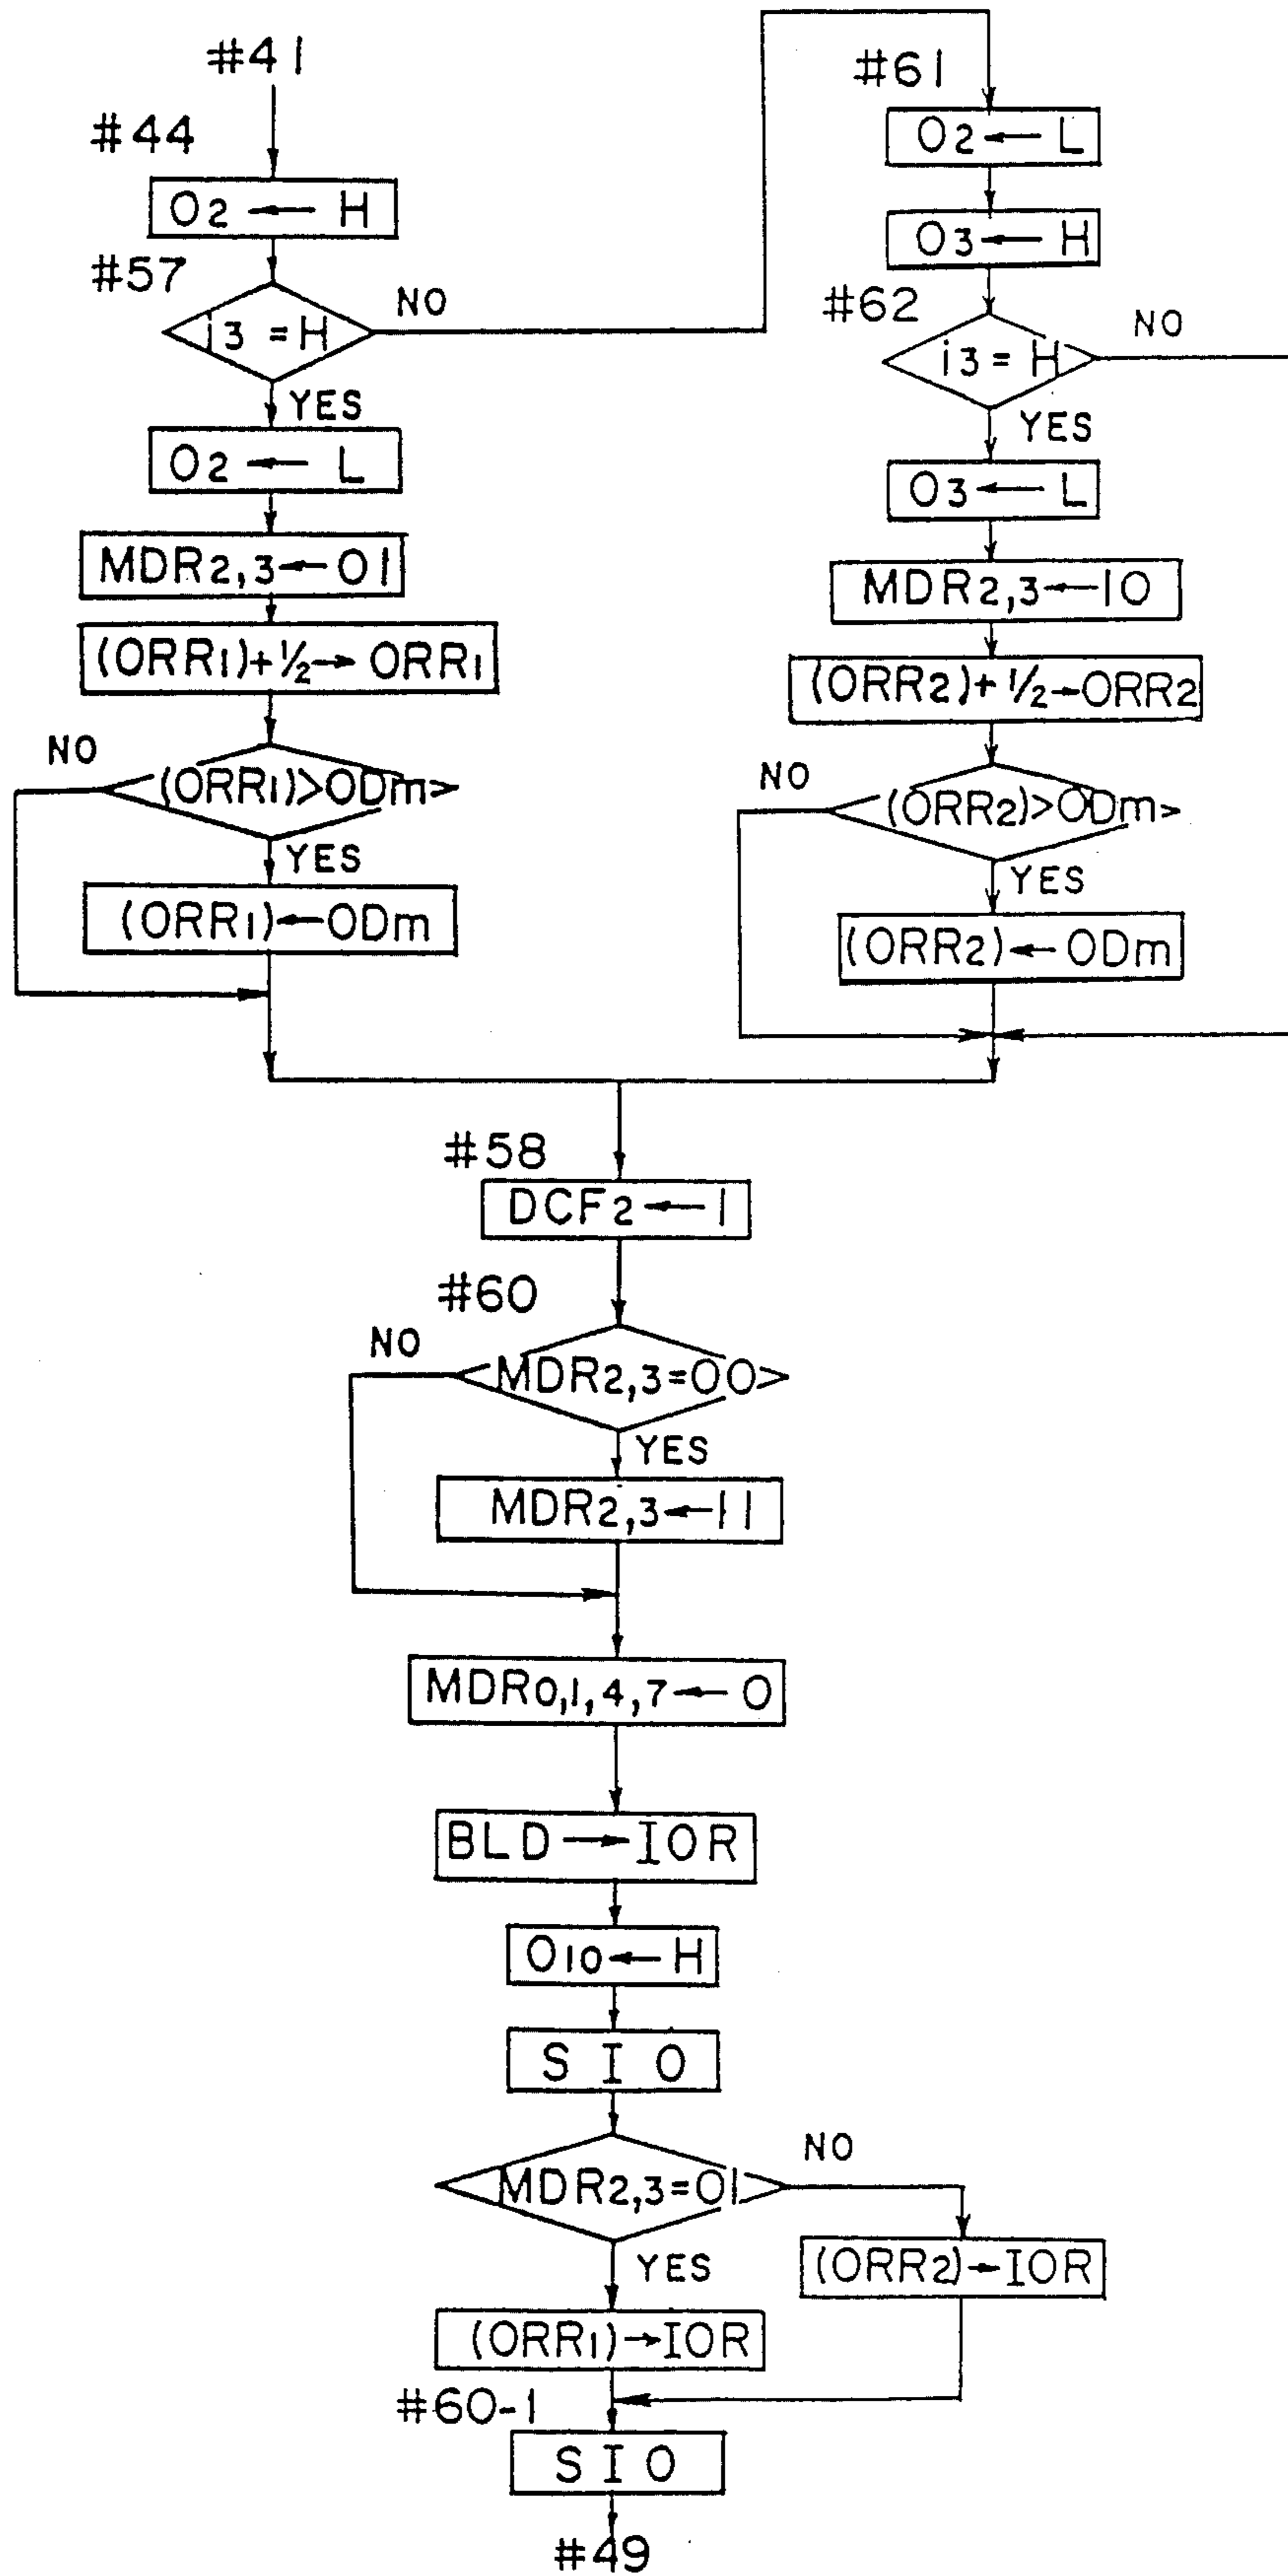 #41
#44
O2 ← H
#57
i3 = H
NO
YES
O2 ← L
MDR2,3←01
(ORR1)+½→ORR1
(ORR1)>ODm
NO
YES
(ORR1)←ODm
#61
O2←L
O3←H
#62
i3= H
NO
YES
O3←L
MDR2,3←10
(ORR2)+½→ORR2
(ORR2)>ODm
NO
YES
(ORR2)←ODm
#58
DCF2←1
#60
MDR2,3=00
NO
YES
MDR2,3←11
MDR0,1,4,7←0
BLD→IOR
O10←H
SIO
MDR2,3=01
NO
YES
(ORR2)→IOR
(ORR1)→IOR
#60-1
SIO
#49